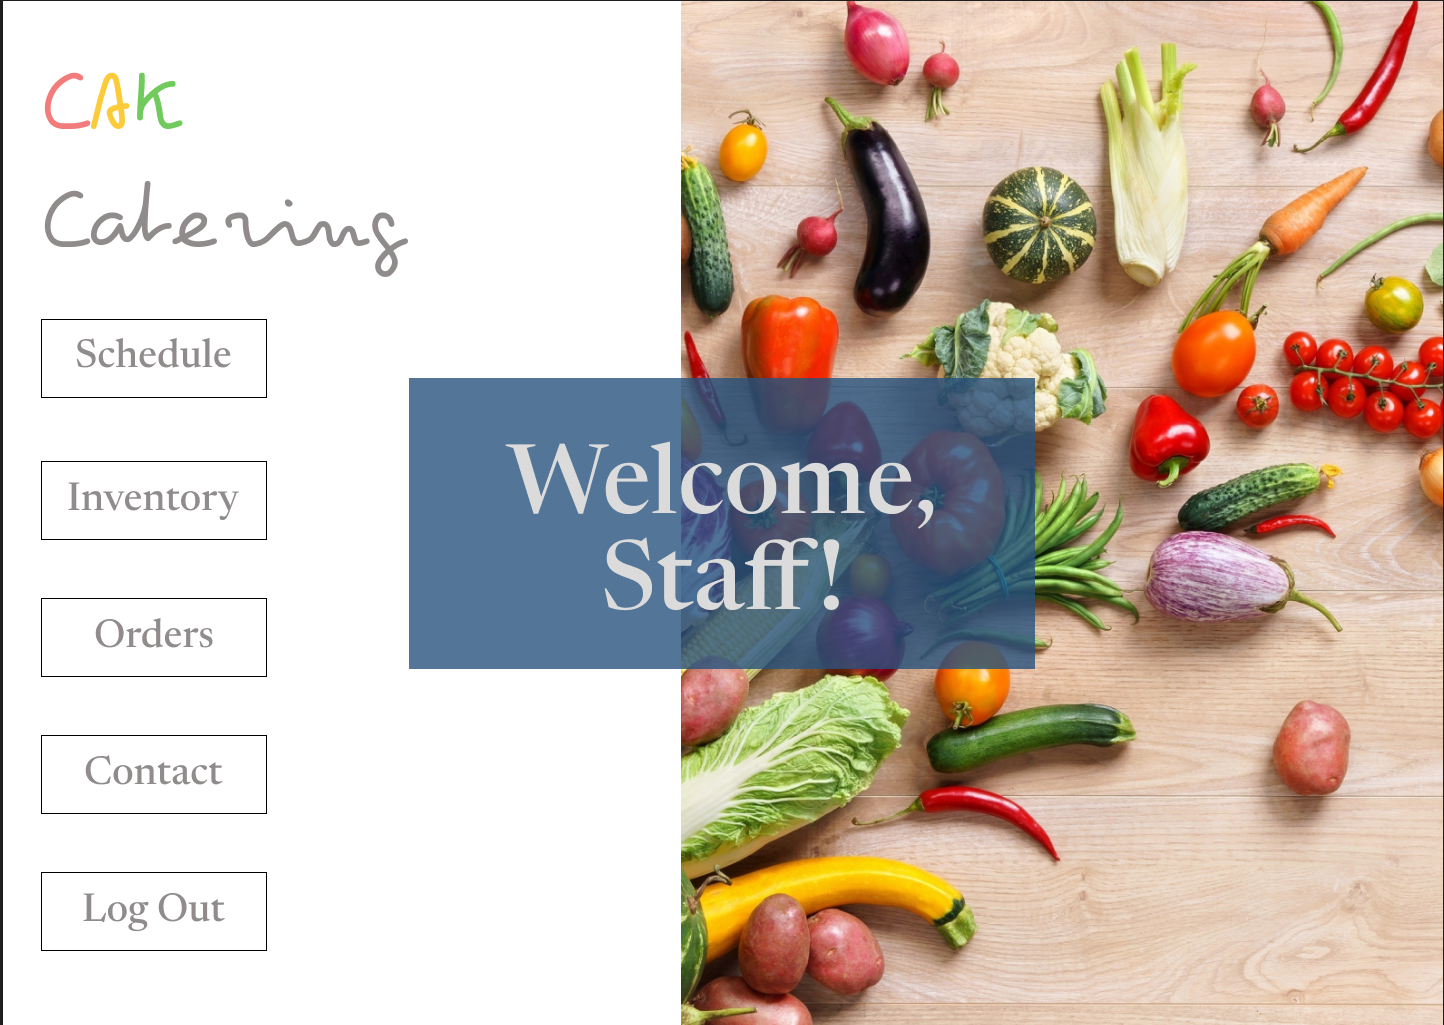 CAK
Catering
Schedule
Inventory
Orders
Contact
Log Out
Welcome,
Staff!